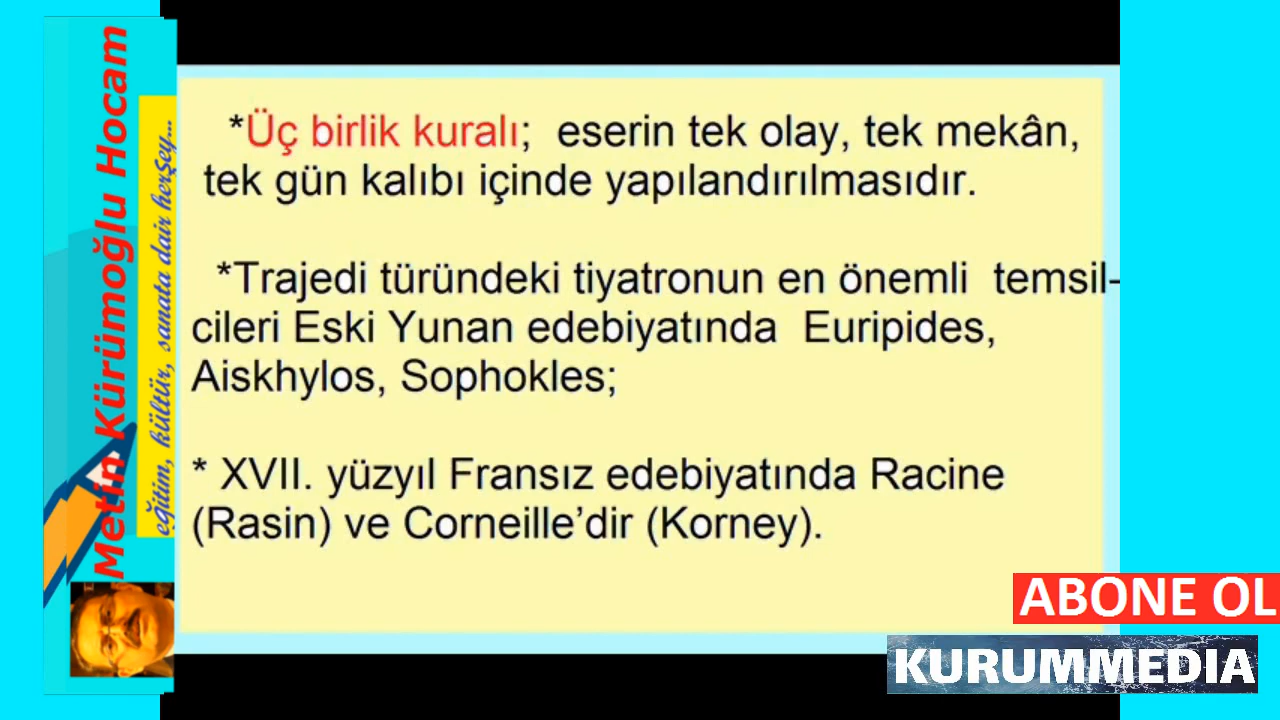 Metin Kürümoğlu Hocam
eğitim, kültür, sanata dair herşey...
*Üç birlik kuralı; eserin tek olay, tek mekân,
tek gün kalıbı içinde yapılandırılmasıdır.
*Trajedi türündeki tiyatronun en önemli temsil-
cileri Eski Yunan edebiyatında Euripides,
Aiskhylos, Sophokles;
* XVII. yüzyıl Fransız edebiyatında Racine
(Rasin) ve Corneille’dir (Korney).
ABONE OL
KURUMMEDIA